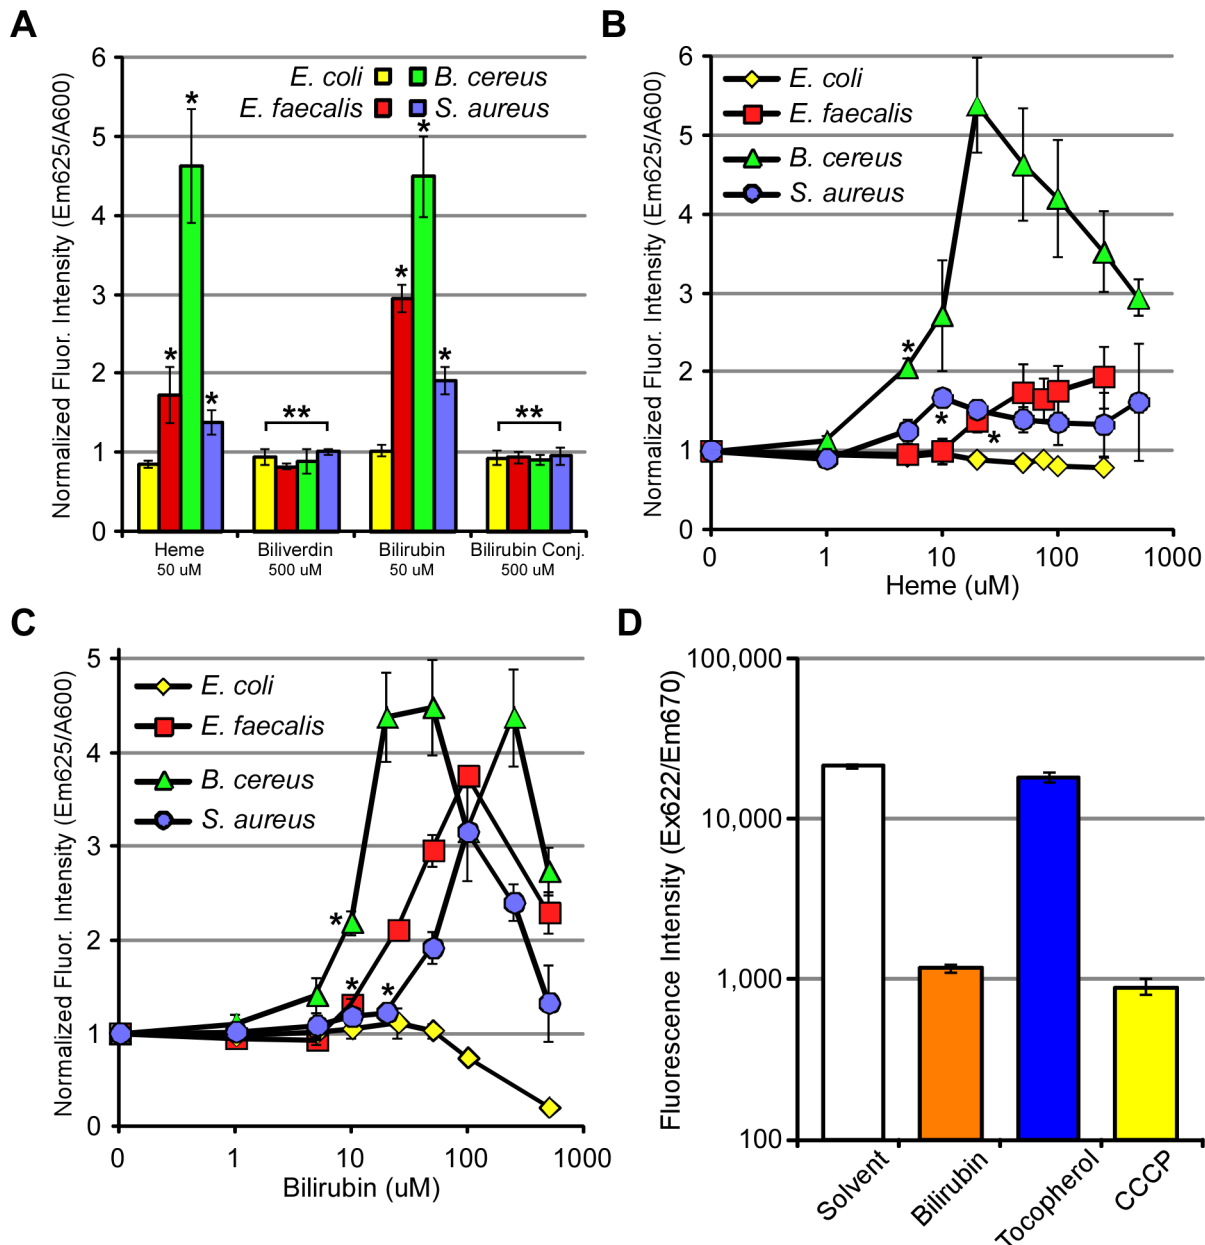 A
Normalized Fluor. Intensity (Em625/A600)
6
5
4
3
2
1
0
E. coli
B. cereus
E. faecalis
S. aureus
*
*
*
**
*
*
*
**
Heme
50 uM
Biliverdin
500 uM
Bilirubin
50 uM
Bilirubin Conj.
500 uM
B
Normalized Fluor. Intensity (Em625/A600)
6
5
4
3
2
1
0
E. coli
E. faecalis
B. cereus
S. aureus
*
*
*
0 1 10 100 1000
Heme (uM)
C
Normalized Fluor. Intensity (Em625/A600)
5
4
3
2
1
0
E. coli
E. faecalis
B. cereus
S. aureus
*
*
*
0 1 10 100 1000
Bilirubin (uM)
D
Fluorescence Intensity (Ex622/Em670)
100,000
10,000
1,000
100
Solvent
Bilirubin
Tocopherol
CCCP